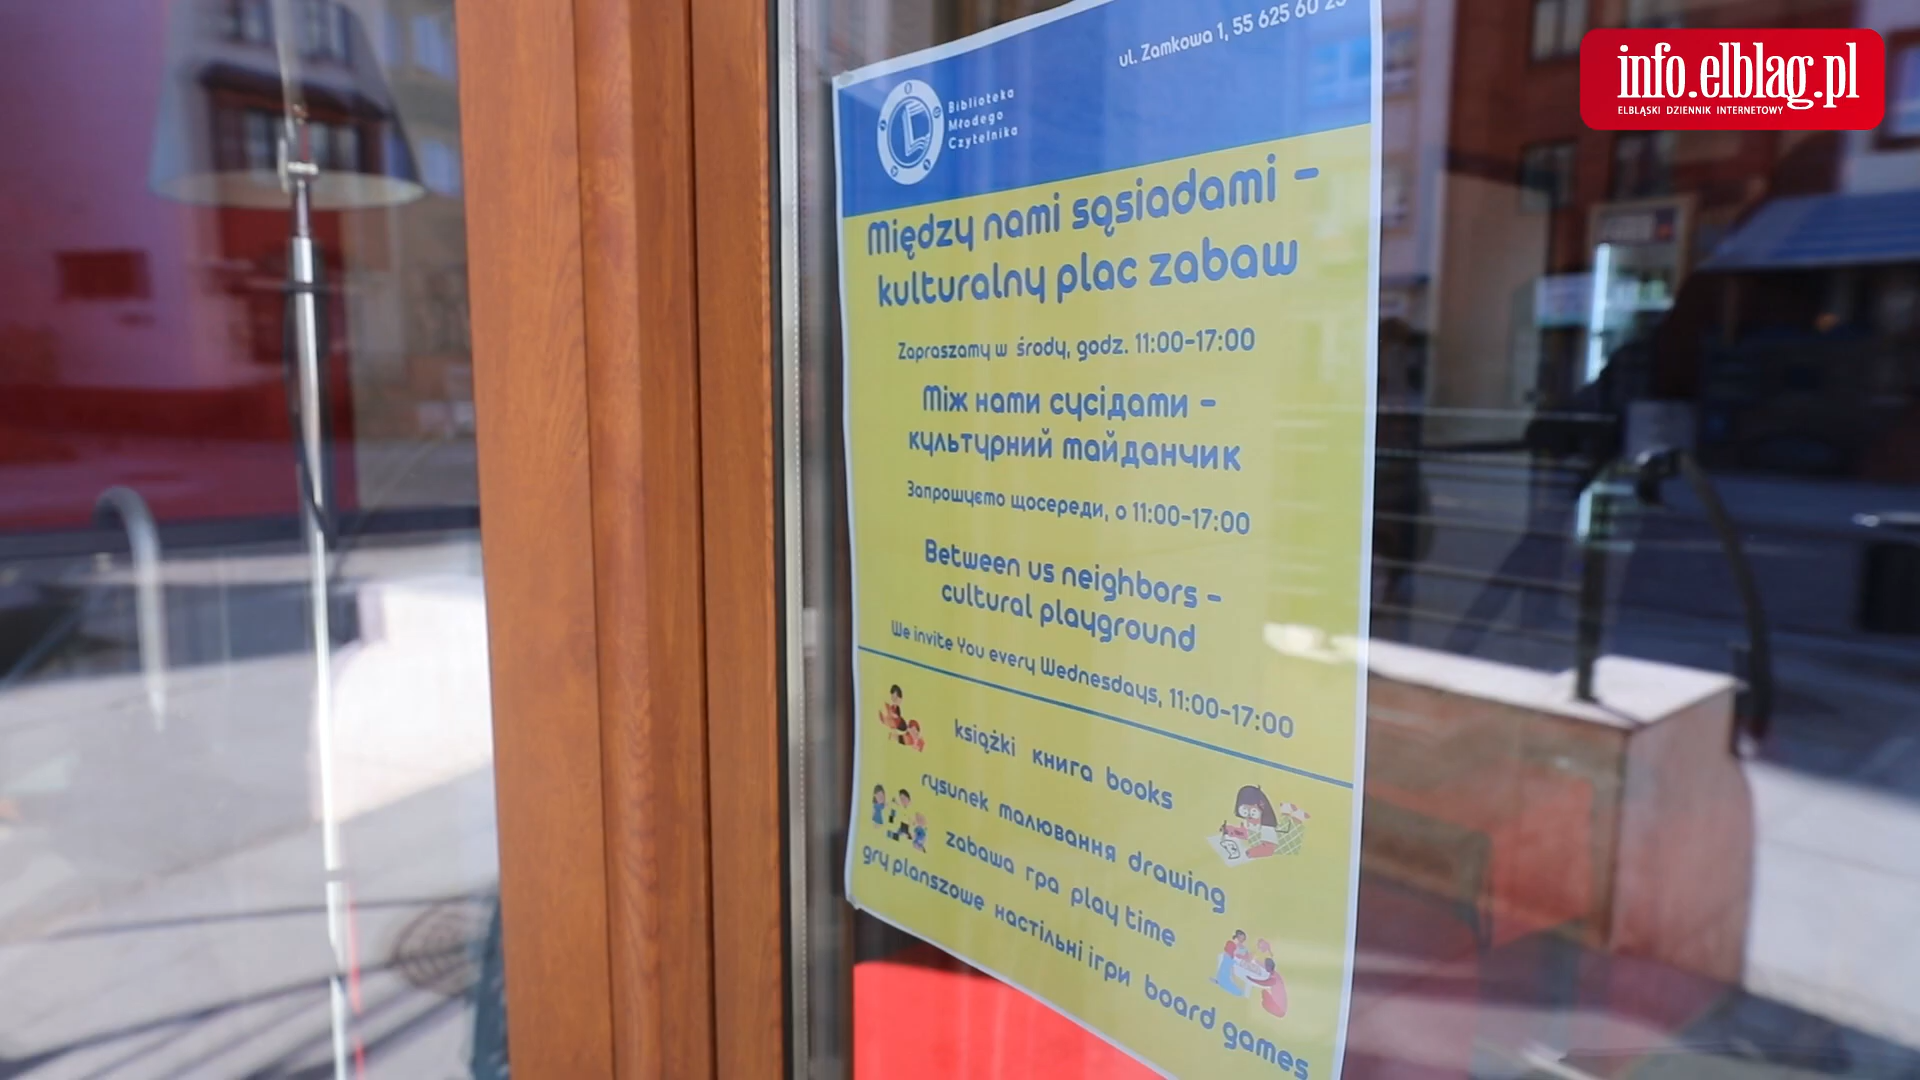 info.elblag.pl
ELBLĄSKI DZIENNIK INTERNETOWY
ul. Zamkowa 1, 55 625 60 25
Biblioteka
Młodego
Czytelnika
Między nami sąsiadami –
kulturalny plac zabaw
Zapraszamy w środy, godz. 11:00-17:00
Між нами сусідами –
культурний майданчик
Запрошуємо щосереди, о 11:00-17:00
Between us neighbors –
cultural playground
We invite You every Wednesdays, 11:00-17:00
książki книга books
rysunek малювання drawing
zabawa гра play time
gry planszowe настільні ігри board games